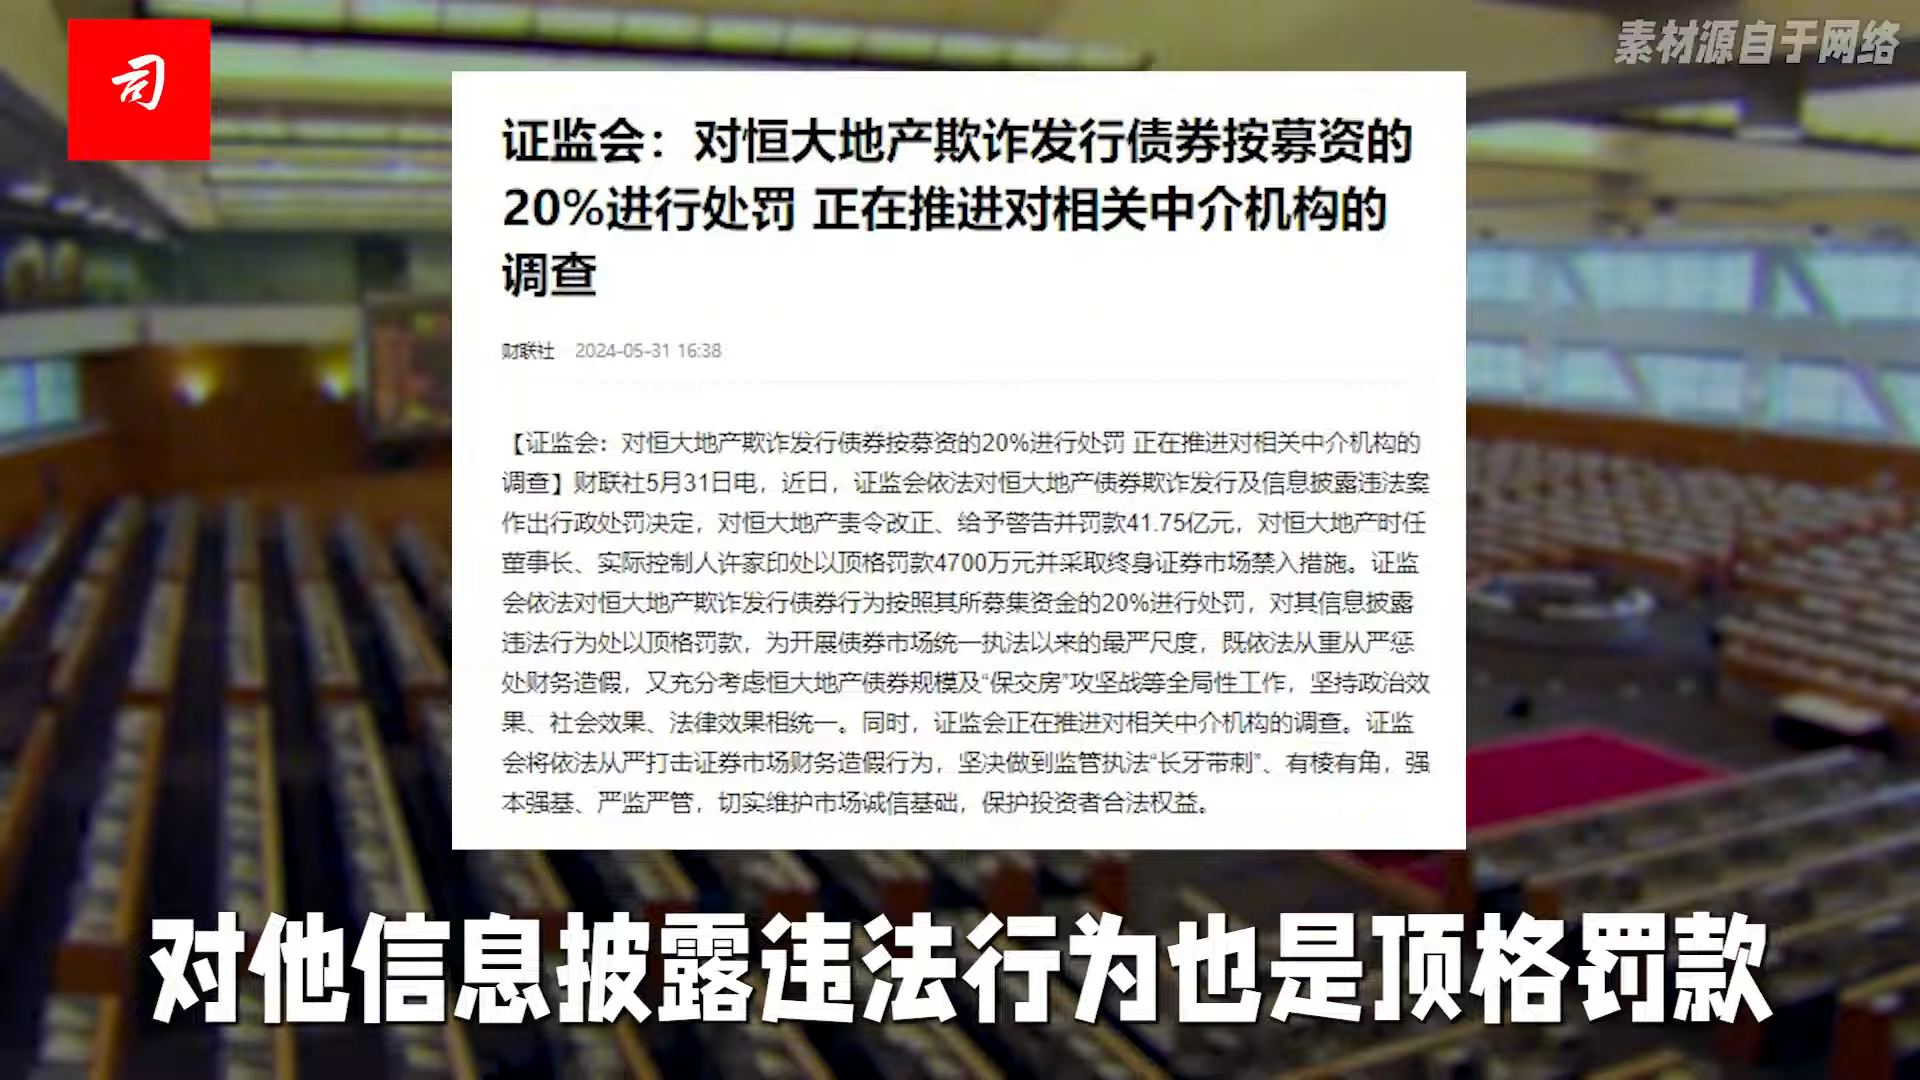 司
素材源自于网络
证监会：对恒大地产欺诈发行债券按募资的
20%进行处罚 正在推进对相关中介机构的
调查
财联社 2024-05-31 16:38
【证监会：对恒大地产欺诈发行债券按募资的20%进行处罚 正在推进对相关中介机构的
调查】财联社5月31日电，近日，证监会依法对恒大地产债券欺诈发行及信息披露违法案
作出行政处罚决定，对恒大地产责令改正、给予警告并罚款41.75亿元，对恒大地产时任
董事长、实际控制人许家印处以顶格罚款4700万元并采取终身证券市场禁入措施。证监
会依法对恒大地产欺诈发行债券行为按照其所募集资金的20%进行处罚，对其信息披露
违法行为处以顶格罚款，为开展债券市场统一执法以来的最严尺度，既依法从重从严惩
处财务造假，又充分考虑恒大地产债券规模及“保交房”攻坚战等全局性工作，坚持政治效
果、社会效果、法律效果相统一。同时，证监会正在推进对相关中介机构的调查。证监
会将依法从严打击证券市场财务造假行为，坚决做到监管执法“长牙带刺”、有棱有角，强
本强基、严监严管，切实维护市场诚信基础，保护投资者合法权益。
对他信息披露违法行为也是顶格罚款